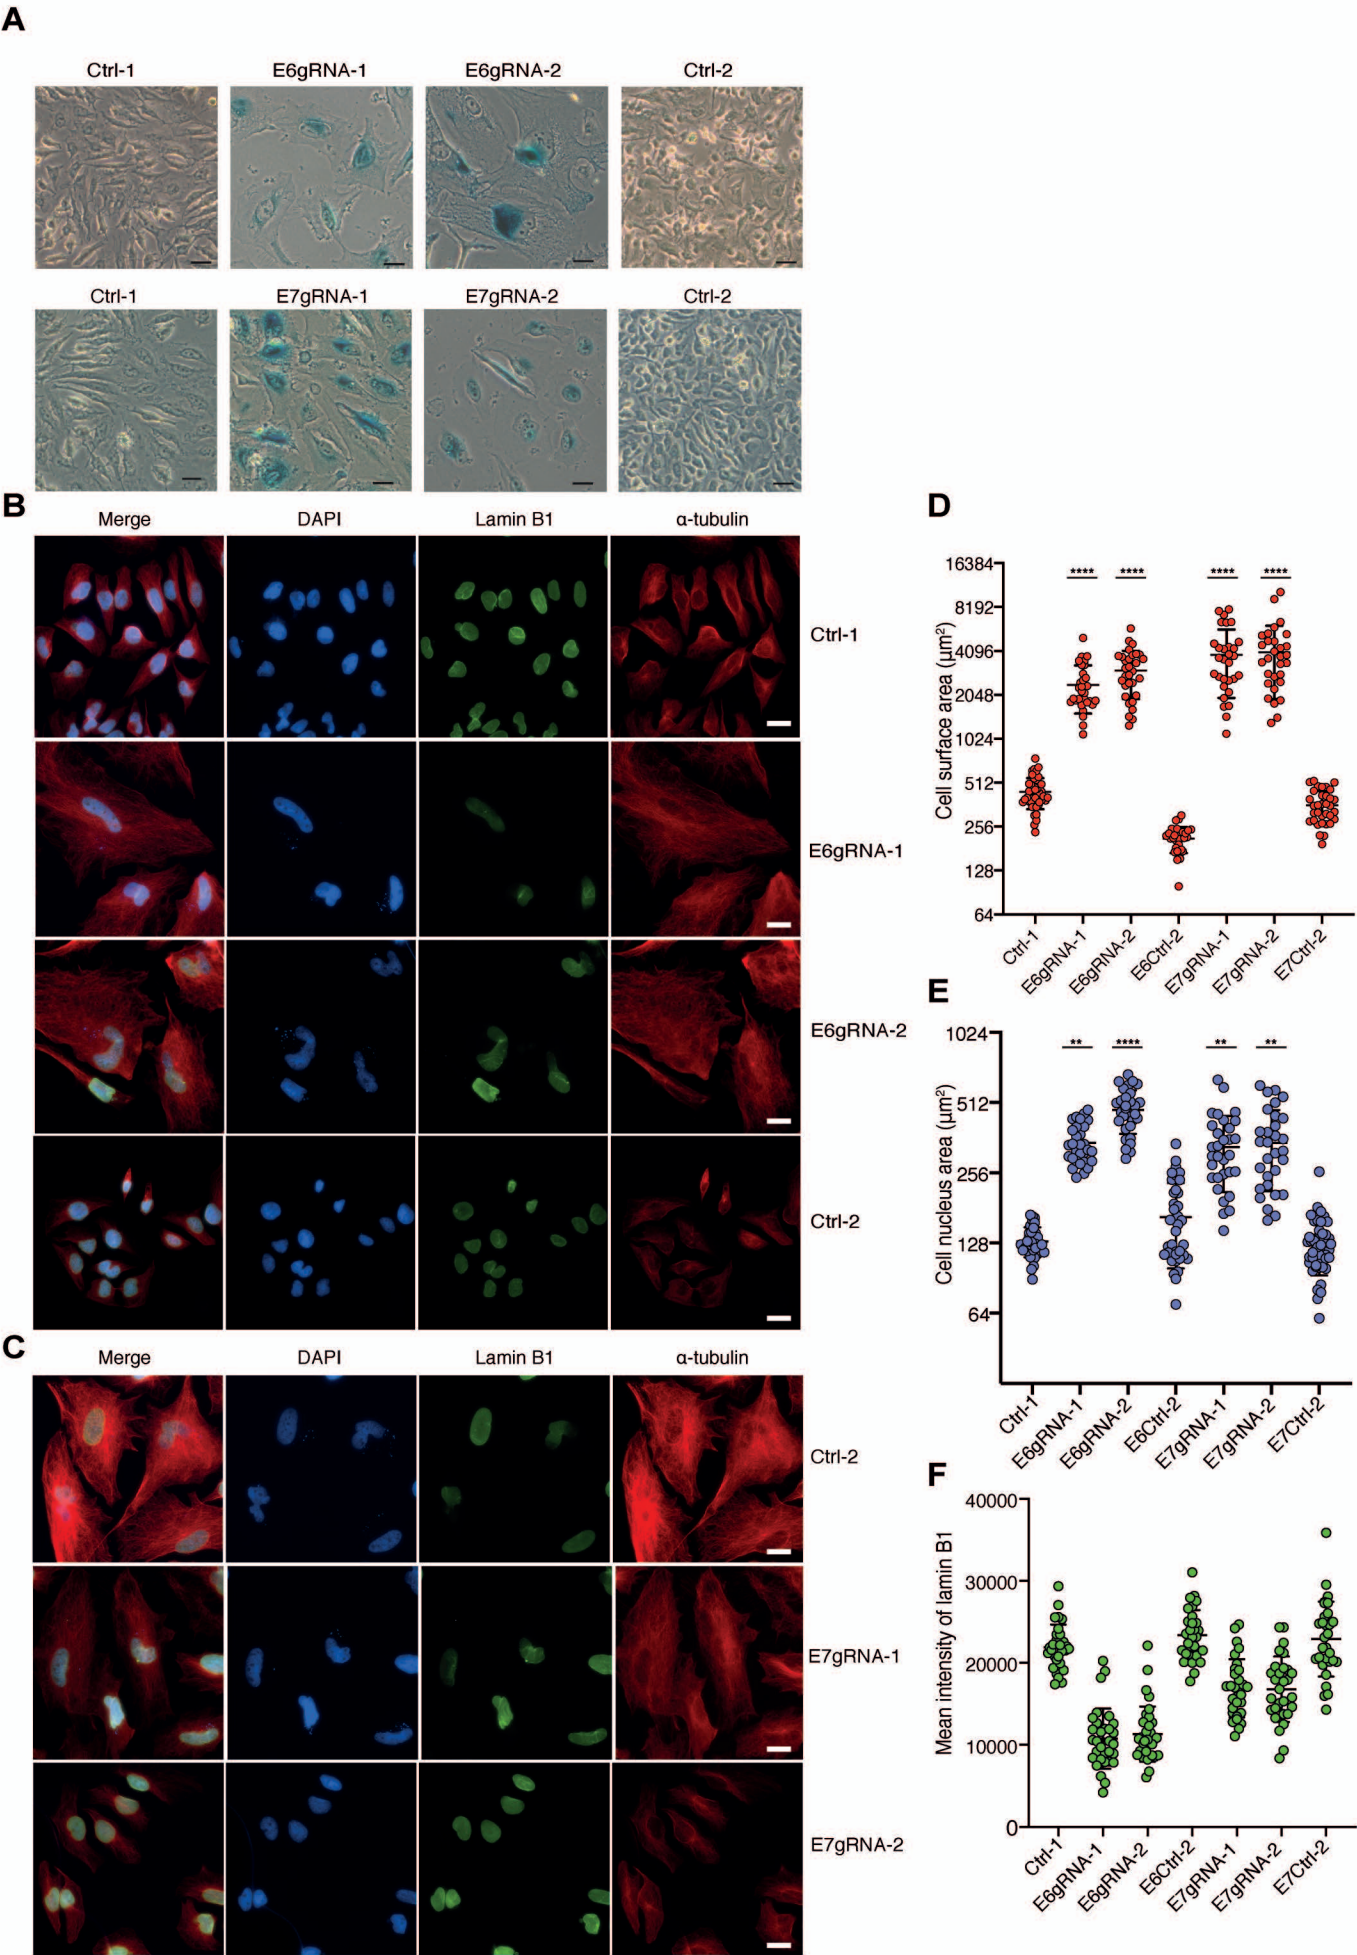 A
Ctrl-1
E6gRNA-1
E6gRNA-2
Ctrl-2
Ctrl-1
E7gRNA-1
E7gRNA-2
Ctrl-2
B
Merge
DAPI
Lamin B1
α-tubulin
Ctrl-1
E6gRNA-1
E6gRNA-2
Ctrl-2
C
Merge
DAPI
Lamin B1
α-tubulin
Ctrl-2
E7gRNA-1
E7gRNA-2
D
Cell surface area (µm²)
16384
8192
4096
2048
1024
512
256
128
64
****
****
****
****
Ctrl-1
E6gRNA-1
E6gRNA-2
E6Ctrl-2
E7gRNA-1
E7gRNA-2
E7Ctrl-2
E
Cell nucleus area (µm²)
1024
512
256
128
64
**
****
**
**
Ctrl-1
E6gRNA-1
E6gRNA-2
E6Ctrl-2
E7gRNA-1
E7gRNA-2
E7Ctrl-2
F
Mean intensity of lamin B1
40000
30000
20000
10000
0
Ctrl-1
E6gRNA-1
E6gRNA-2
E6Ctrl-2
E7gRNA-1
E7gRNA-2
E7Ctrl-2